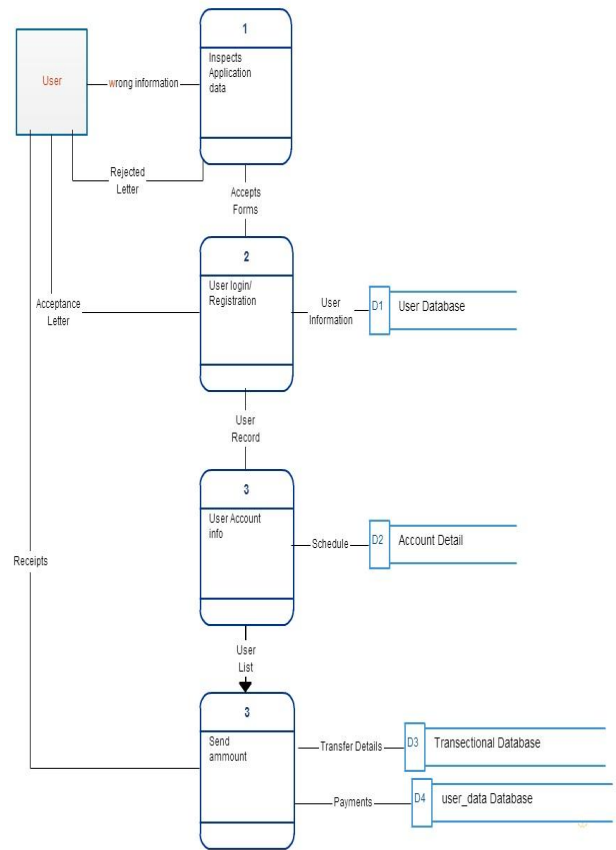 1
Inspects
Application
data
User
wrong information
Rejected
Letter
Accepts
Forms
2
User login/
Registration
User
Information
D1 User Database
Acceptance
Letter
User
Record
3
User Account
info
Schedule
D2 Account Detail
Receipts
User
List
3
Send
ammount
Transfer Details
D3 Transectional Database
Payments
D4 user_data Database